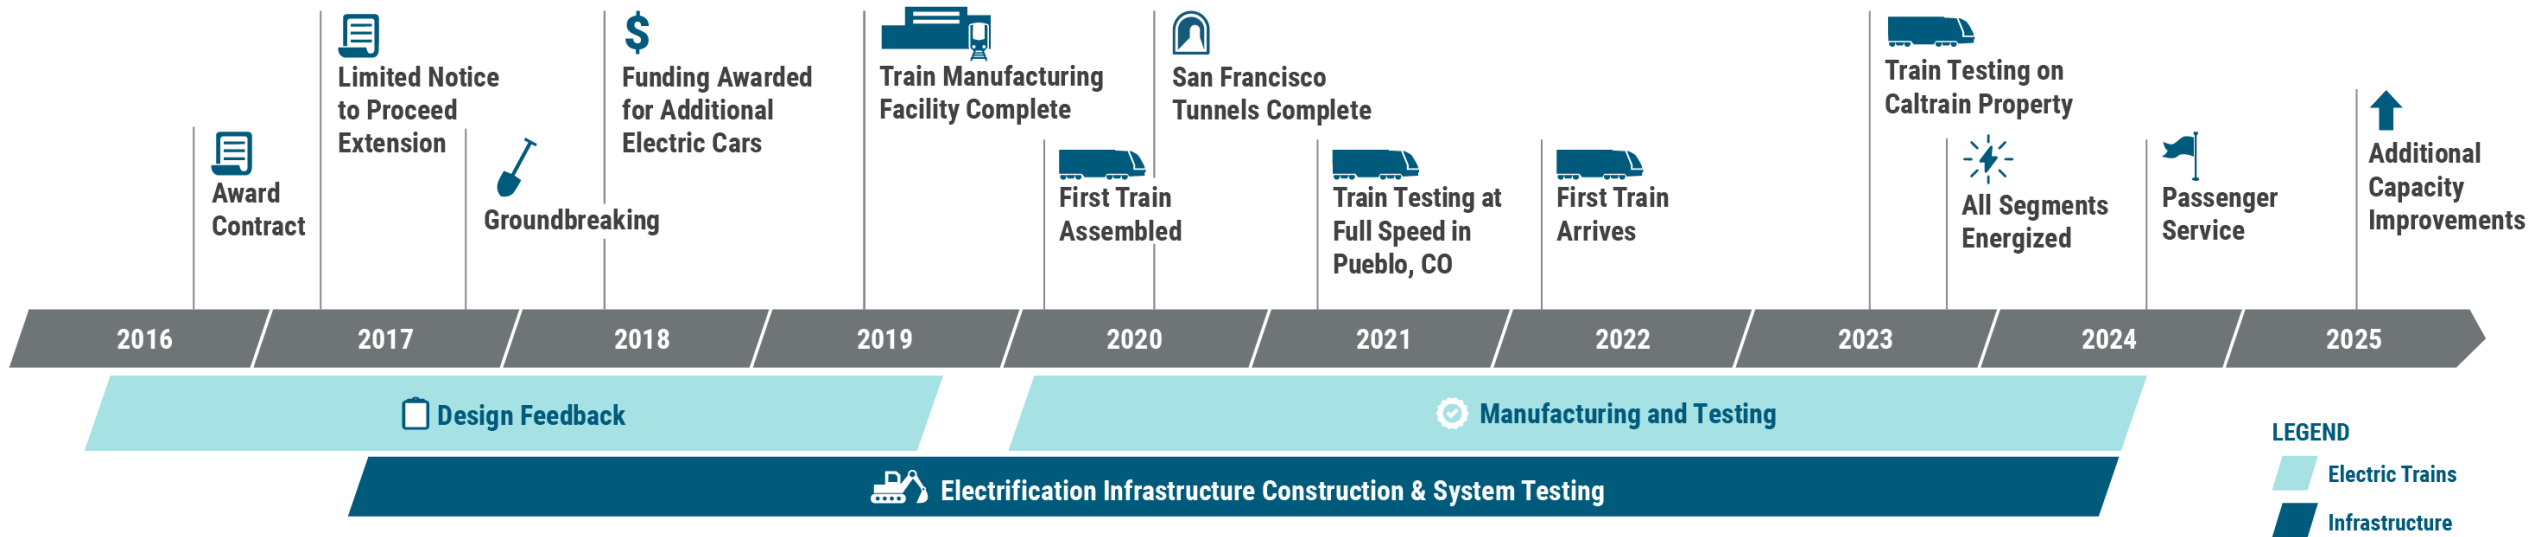 Award
Contract
Limited Notice
to Proceed
Extension
Groundbreaking
Funding Awarded
for Additional
Electric Cars
Train Manufacturing
Facility Complete
First Train
Assembled
San Francisco
Tunnels Complete
Train Testing at
Full Speed in
Pueblo, CO
First Train
Arrives
Train Testing on
Caltrain Property
All Segments
Energized
Passenger
Service
Additional
Capacity
Improvements
2016
2017
2018
2019
2020
2021
2022
2023
2024
2025
Design Feedback
Manufacturing and Testing
Electrification Infrastructure Construction & System Testing
LEGEND
Electric Trains
Infrastructure